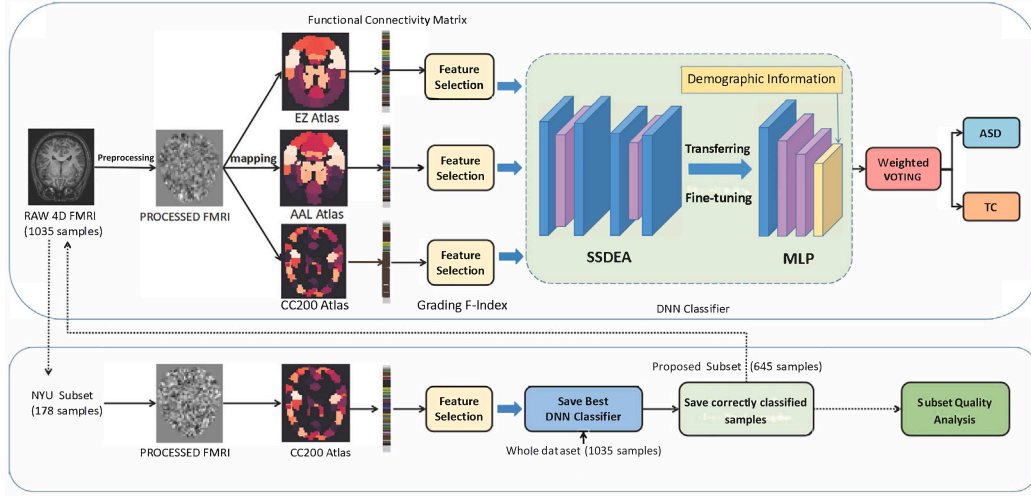 Functional Connectivity Matrix
EZ Atlas
Feature
Selection
Demographic Information
Preprocessing
mapping
RAW 4D FMRI
(1035 samples)
PROCESSED FMRI
AAL Atlas
Feature
Selection
Transferring
Fine-tuning
SSDEA
MLP
Weighted
VOTING
ASD
TC
CC200 Atlas
Feature
Selection
Grading F-Index
DNN Classifier
Proposed Subset (645 samples)
NYU Subset
(178 samples)
PROCESSED FMRI
CC200 Atlas
Feature
Selection
Save Best
DNN Classifier
Whole dataset (1035 samples)
Save correctly classified
samples
Subset Quality
Analysis